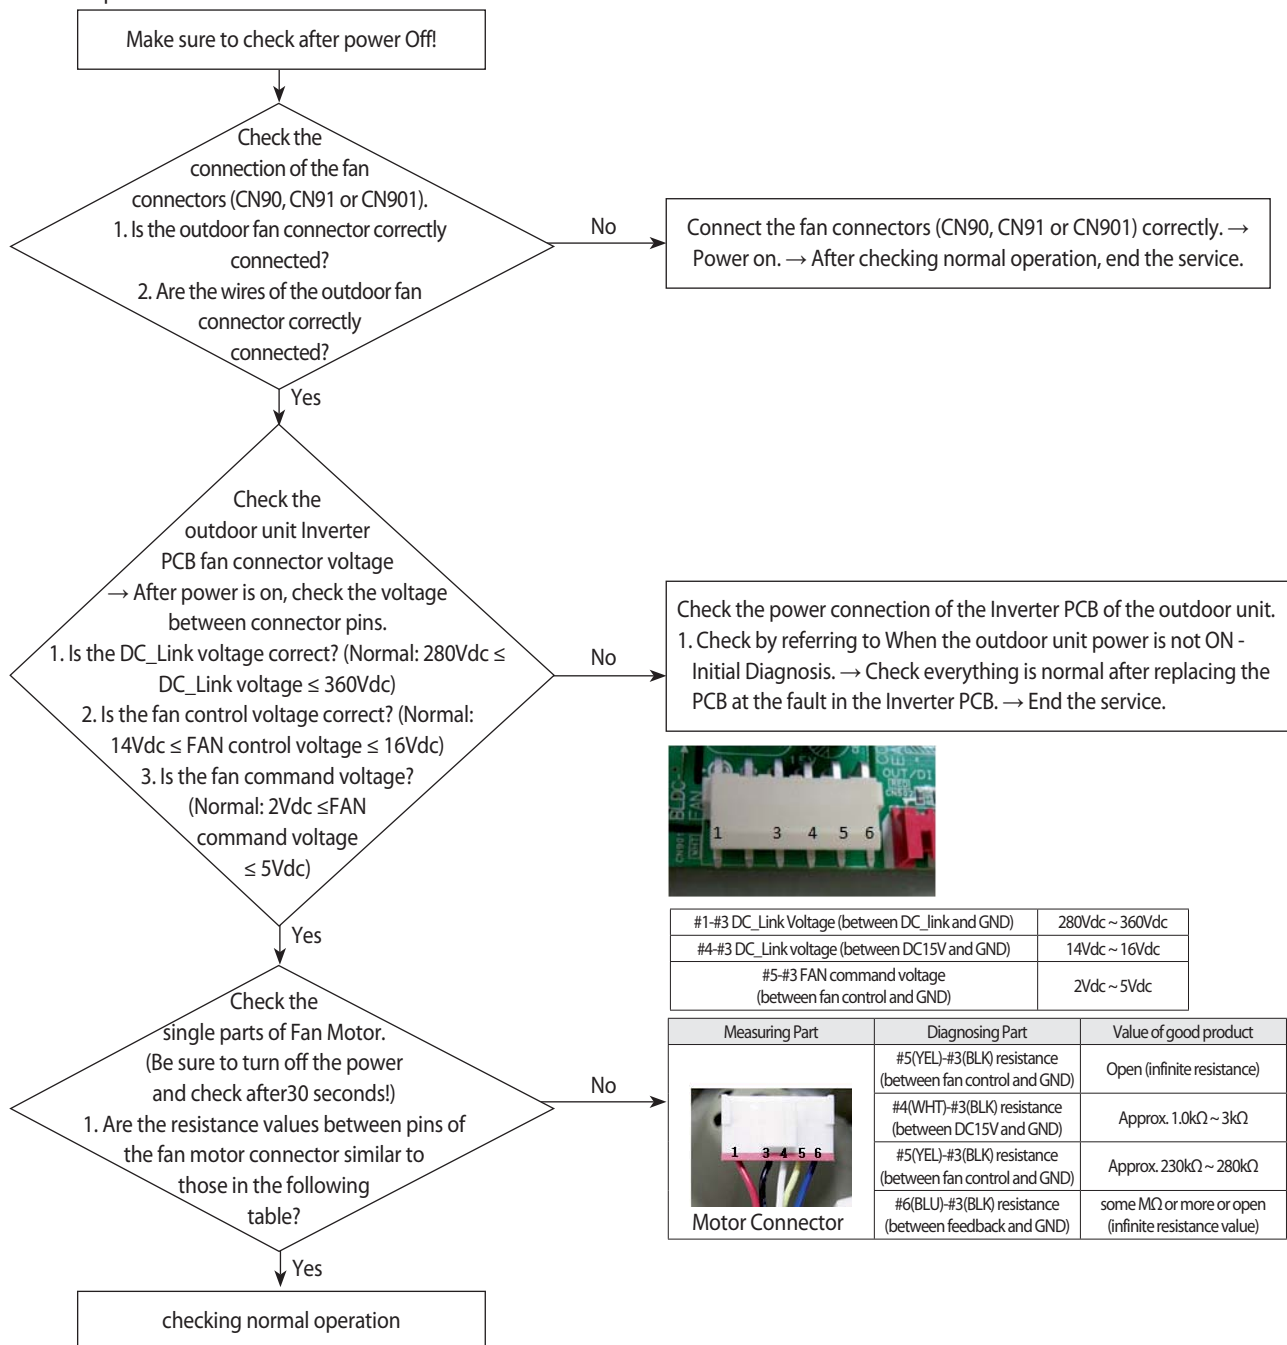 Make sure to check after power Off!
Check the
connection of the fan
connectors (CN90, CN91 or CN901).
1. Is the outdoor fan connector correctly
connected?
2. Are the wires of the outdoor fan
connector correctly
connected?
No
Connect the fan connectors (CN90, CN91 or CN901) correctly. →
Power on. → After checking normal operation, end the service.
Yes
Check the
outdoor unit Inverter
PCB fan connector voltage
→ After power is on, check the voltage
between connector pins.
1. Is the DC_Link voltage correct? (Normal: 280Vdc ≤
DC_Link voltage ≤ 360Vdc)
2. Is the fan control voltage correct? (Normal:
14Vdc ≤ FAN control voltage ≤ 16Vdc)
3. Is the fan command voltage?
(Normal: 2Vdc ≤FAN
command voltage
≤ 5Vdc)
No
Check the power connection of the Inverter PCB of the outdoor unit.
1. Check by referring to When the outdoor unit power is not ON -
Initial Diagnosis. → Check everything is normal after replacing the
PCB at the fault in the Inverter PCB. → End the service.
BLDC
FAN
CN901
WHT
OUT/DI
RED
1 3 4 5 6
#1-#3 DC_Link Voltage (between DC_link and GND) 280Vdc ~ 360Vdc
#4-#3 DC_Link voltage (between DC15V and GND) 14Vdc ~ 16Vdc
#5-#3 FAN command voltage
(between fan control and GND) 2Vdc ~ 5Vdc
Yes
Check the
single parts of Fan Motor.
(Be sure to turn off the power
and check after30 seconds!)
1. Are the resistance values between pins of
the fan motor connector similar to
those in the following
table?
No
Measuring Part Diagnosing Part Value of good product
1 3 4 5 6
Motor Connector
#5(YEL)-#3(BLK) resistance
(between fan control and GND) Open (infinite resistance)
#4(WHT)-#3(BLK) resistance
(between DC15V and GND) Approx. 1.0kΩ ~ 3kΩ
#5(YEL)-#3(BLK) resistance
(between fan control and GND) Approx. 230kΩ ~ 280kΩ
#6(BLU)-#3(BLK) resistance
(between feedback and GND)
some MΩ or more or open
(infinite resistance value)
Yes
checking normal operation